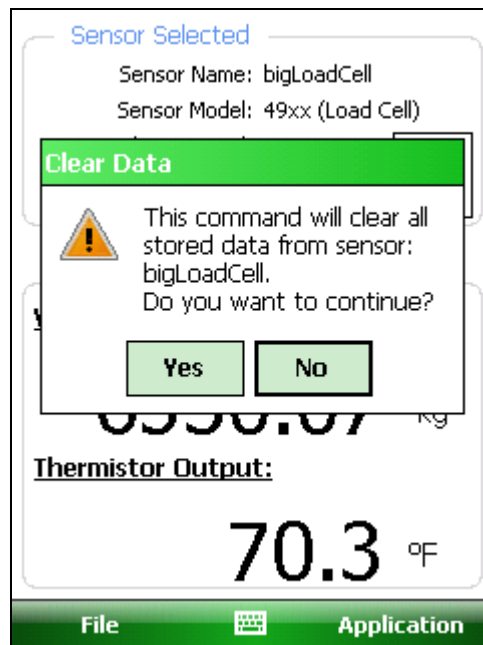 Sensor Selected
Sensor Name: bigLoadCell
Sensor Model: 49xx (Load Cell)
Clear Data
This command will clear all
stored data from sensor:
bigLoadCell.
Do you want to continue?
Yes No
kg
Thermistor Output:
70.3 °F
File Application